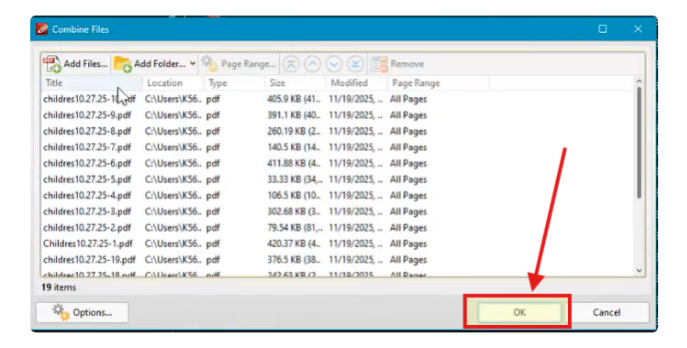 Combine Files
Add Files... Add Folder... Page Range... Remove
Title Location Type Size Modified Page Range
childres10.27.25-10.pdf C:\Users\K56.. pdf 405.9 KB (41.. 11/19/2025, .. All Pages
childres10.27.25-9.pdf C:\Users\K56.. pdf 391.1 KB (40.. 11/19/2025, .. All Pages
childres10.27.25-8.pdf C:\Users\K56.. pdf 260.19 KB (2.. 11/19/2025, .. All Pages
childres10.27.25-7.pdf C:\Users\K56.. pdf 140.5 KB (14.. 11/19/2025, .. All Pages
childres10.27.25-6.pdf C:\Users\K56.. pdf 411.88 KB (4.. 11/19/2025, .. All Pages
childres10.27.25-5.pdf C:\Users\K56.. pdf 33.33 KB (34,.. 11/19/2025, .. All Pages
childres10.27.25-4.pdf C:\Users\K56.. pdf 106.5 KB (10.. 11/19/2025, .. All Pages
childres10.27.25-3.pdf C:\Users\K56.. pdf 302.68 KB (3.. 11/19/2025, .. All Pages
childres10.27.25-2.pdf C:\Users\K56.. pdf 79.54 KB (81,.. 11/19/2025, .. All Pages
Childres10.27.25-1.pdf C:\Users\K56.. pdf 420.37 KB (4.. 11/19/2025, .. All Pages
childres10.27.25-19.pdf C:\Users\K56.. pdf 376.5 KB (38.. 11/19/2025, .. All Pages
childres10.27.25-18.pdf C:\Users\K56.. pdf 242.63 KB (2.. 11/19/2025, .. All Pages
19 items
Options... OK Cancel